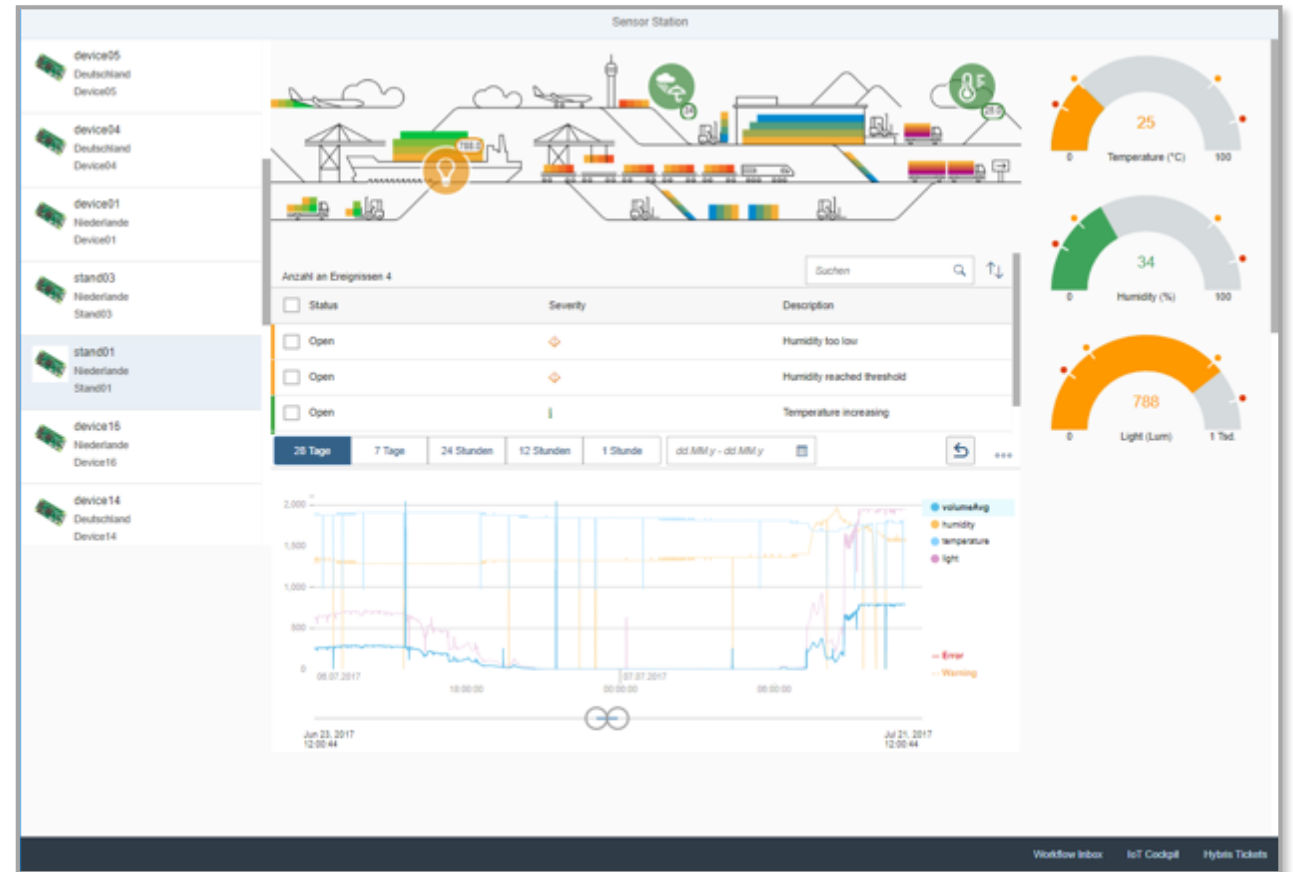 Sensor Station
device05
Deutschland
Device05
device04
Deutschland
Device04
device01
Niederlande
Device01
stand03
Niederlande
Stand03
stand01
Niederlande
Stand01
device15
Niederlande
Device16
device14
Deutschland
Device14
788.0
34
25.0
25
0 Temperature (°C) 100
34
0 Humidity (%) 100
788
0 Light (Lum) 1 Tsd.
Anzahl an Ereignissen 4
Suchen
Status Severity Description
Open Humidity too low
Open Humidity reached threshold
Open Temperature increasing
28 Tage 7 Tage 24 Stunden 12 Stunden 1 Stunde dd.MM.y - dd.MM.y
2,000
1,500
1,000
500
0
volumeAvg
humidity
temperature
light
Error
Warning
06.07.2017 07.07.2017
18:00:00 00:00:00 06:00:00
Jun 23, 2017 Jul 21, 2017
12:00:44 12:00:44
Workflow Inbox IoT Cockpit Hybris Tickets